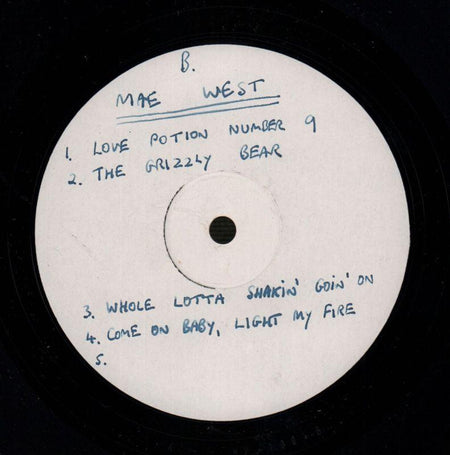 B.
MAE WEST
1. LOVE POTION NUMBER 9
2. THE GRIZZLY BEAR
3. WHOLE LOTTA SHAKIN' GOIN' ON
4. COME ON BABY, LIGHT MY FIRE
5.